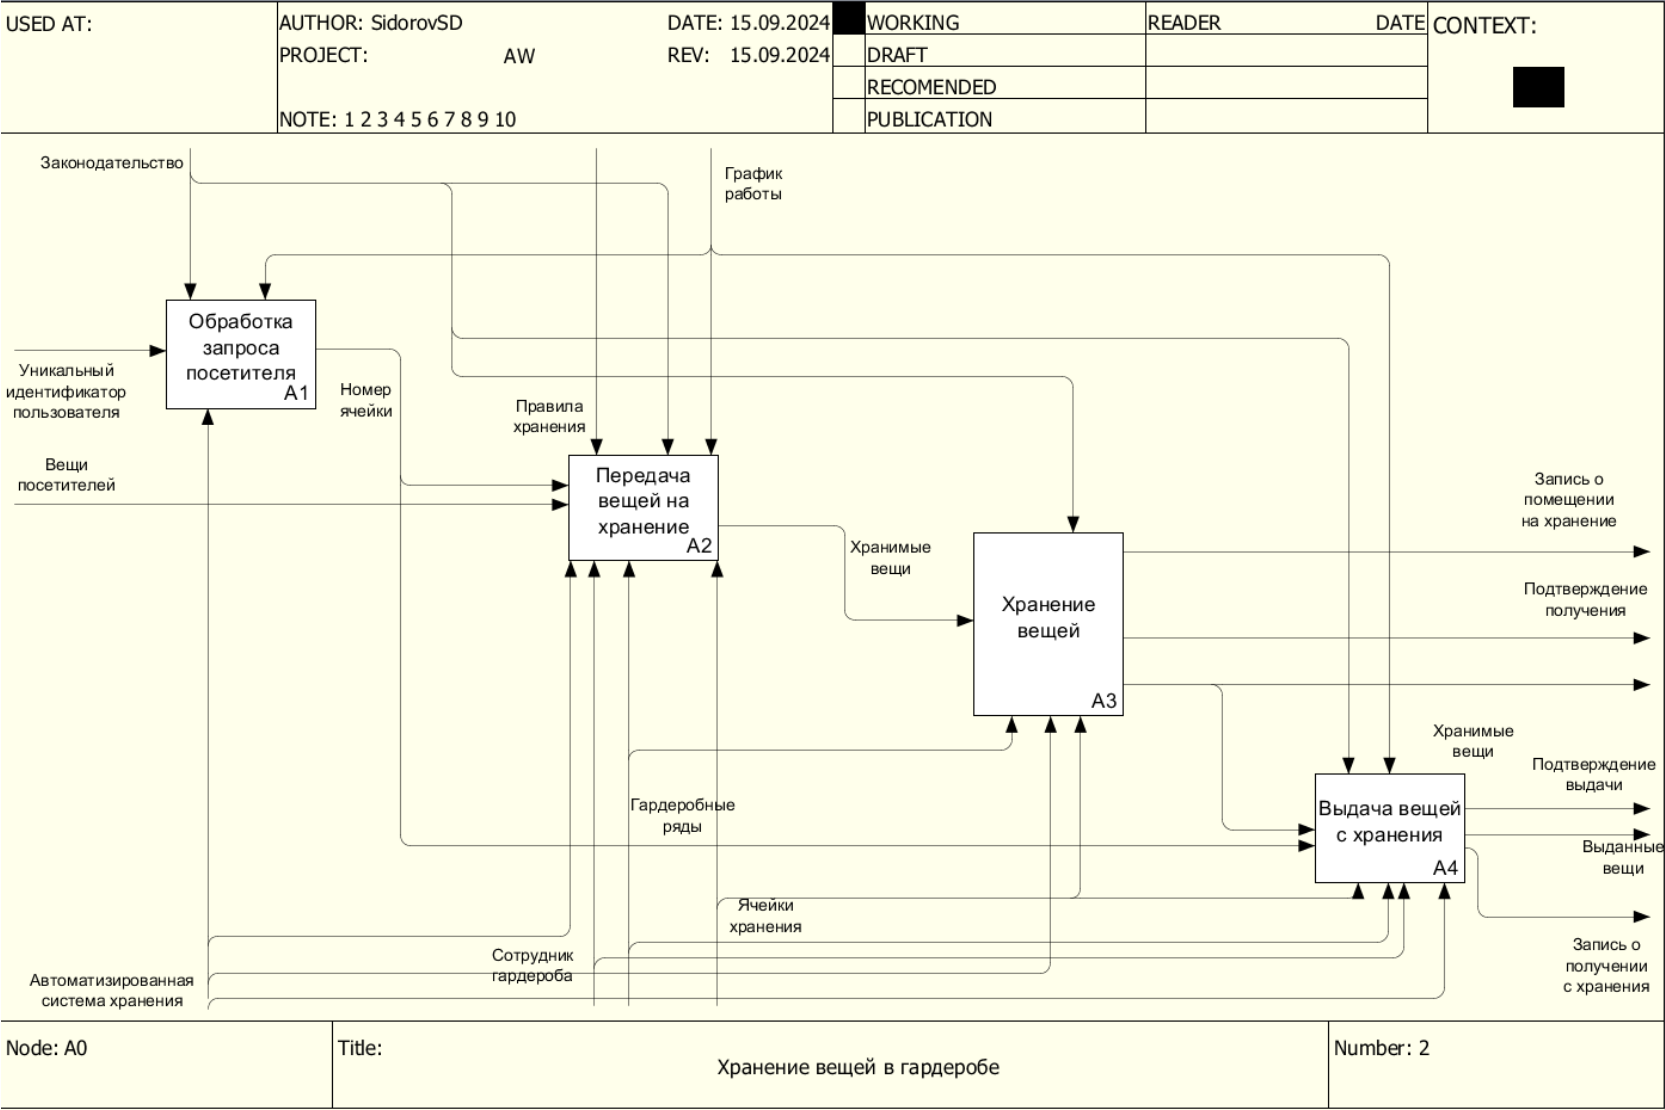 USED AT:
AUTHOR: SidorovSD
DATE: 15.09.2024
WORKING
READER
DATE
CONTEXT:
PROJECT:
AW
REV: 15.09.2024
DRAFT
RECOMENDED
NOTE: 1 2 3 4 5 6 7 8 9 10
PUBLICATION
Законодательство
График
работы
Обработка
запроса
посетителя
A1
Уникальный
идентификатор
пользователя
Номер
ячейки
Правила
хранения
Вещи
посетителей
Передача
вещей на
хранение
A2
Запись о
помещении
на хранение
Хранимые
вещи
Хранение
вещей
A3
Подтверждение
получения
Хранимые
вещи
Подтверждение
выдачи
Гардеробные
ряды
Выдача вещей
с хранения
A4
Выданные
вещи
Ячейки
хранения
Сотрудник
гардероба
Автоматизированная
система хранения
Запись о
получении
с хранения
Node: A0
Title:
Хранение вещей в гардеробе
Number: 2